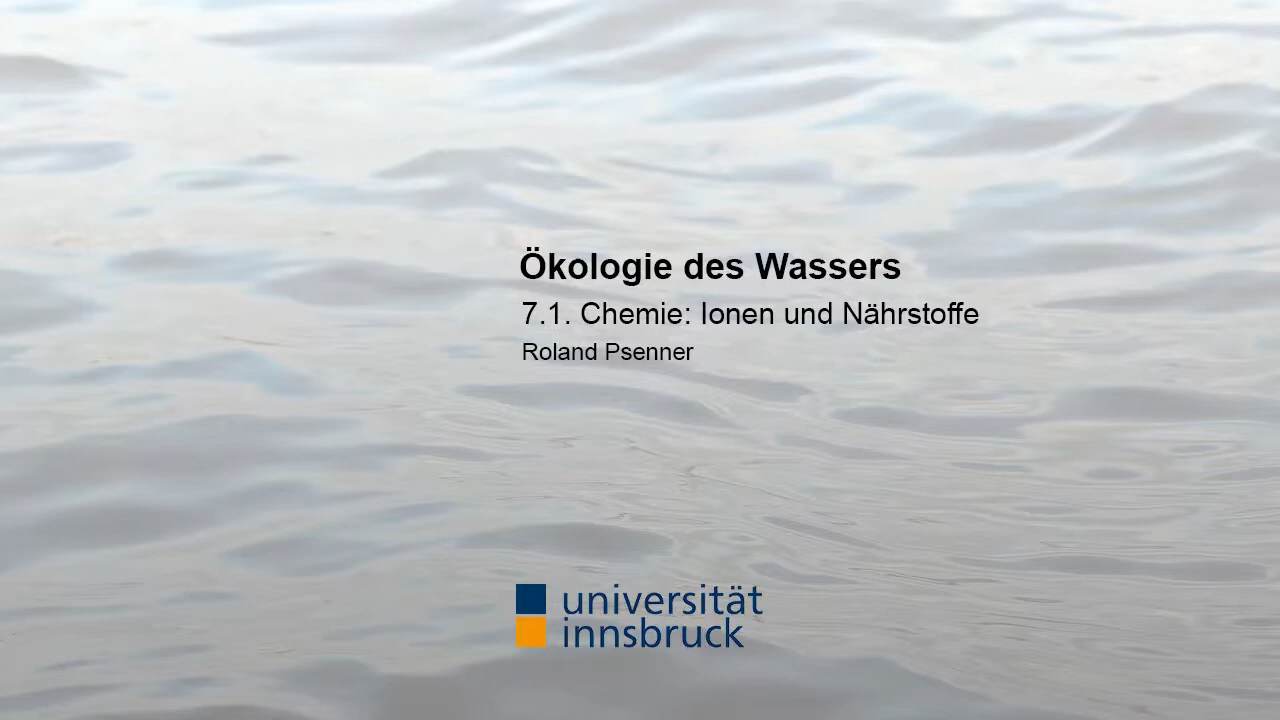 Ökologie des Wassers
7.1. Chemie: Ionen und Nährstoffe
Roland Psenner
universität
innsbruck